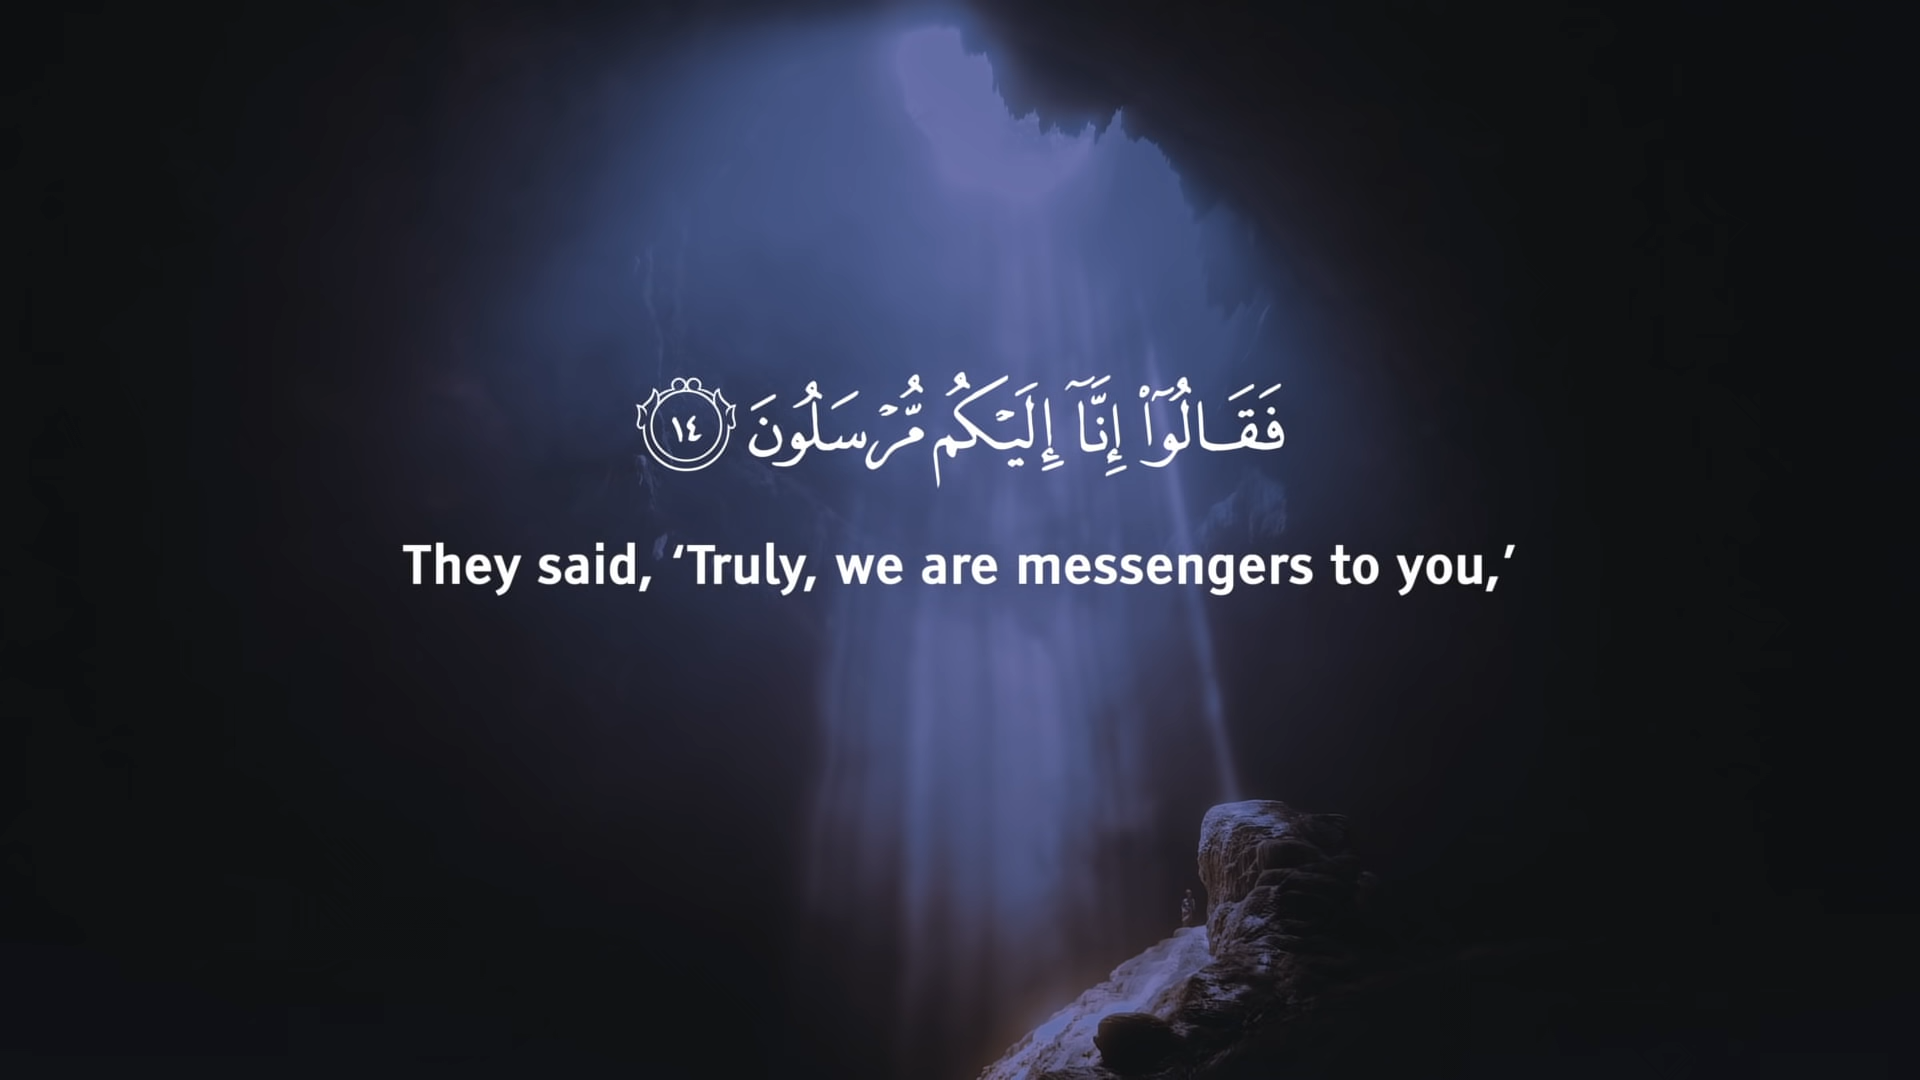 فَقَالُوٓا۟ إِنَّآ إِلَيْكُم مُّرْسَلُونَ ١٤
They said, ‘Truly, we are messengers to you,’